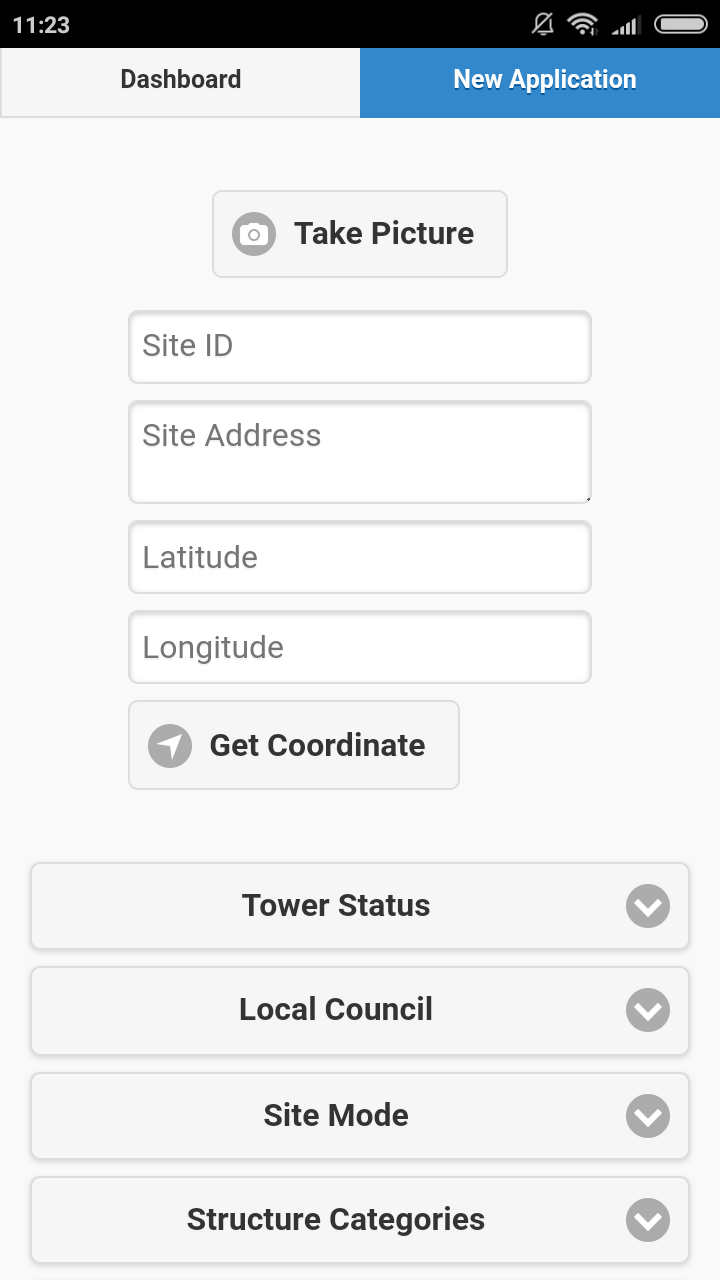 11:23
Dashboard
New Application
Take Picture
Site ID
Site Address
Latitude
Longitude
Get Coordinate
Tower Status
Local Council
Site Mode
Structure Categories